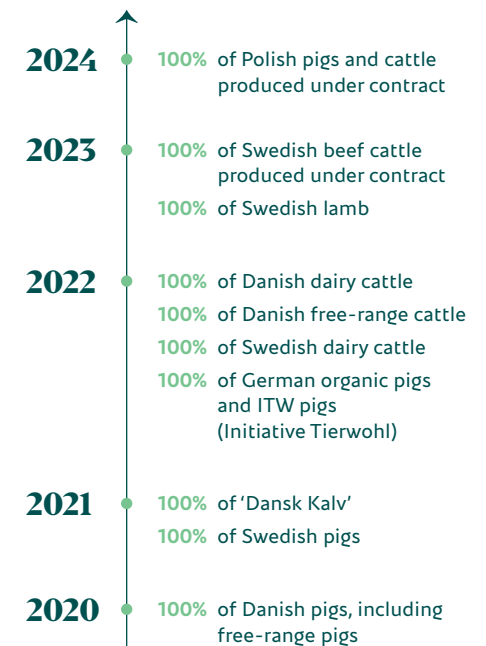 2024
100% of Polish pigs and cattle
produced under contract
2023
100% of Swedish beef cattle
produced under contract
100% of Swedish lamb
2022
100% of Danish dairy cattle
100% of Danish free-range cattle
100% of Swedish dairy cattle
100% of German organic pigs
and ITW pigs
(Initiative Tierwohl)
2021
100% of ‘Dansk Kalv’
100% of Swedish pigs
2020
100% of Danish pigs, including
free-range pigs